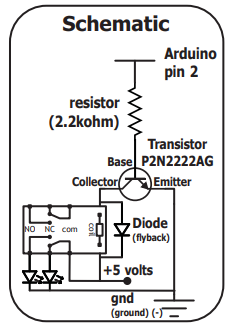 Schematic
Arduino
pin 2
resistor
(2.2kohm)
Transistor
P2N2222AG
Base
Collector
Emitter
NO
NC
com
COIL
Diode
(flyback)
+5 volts
gnd
(ground) (-)